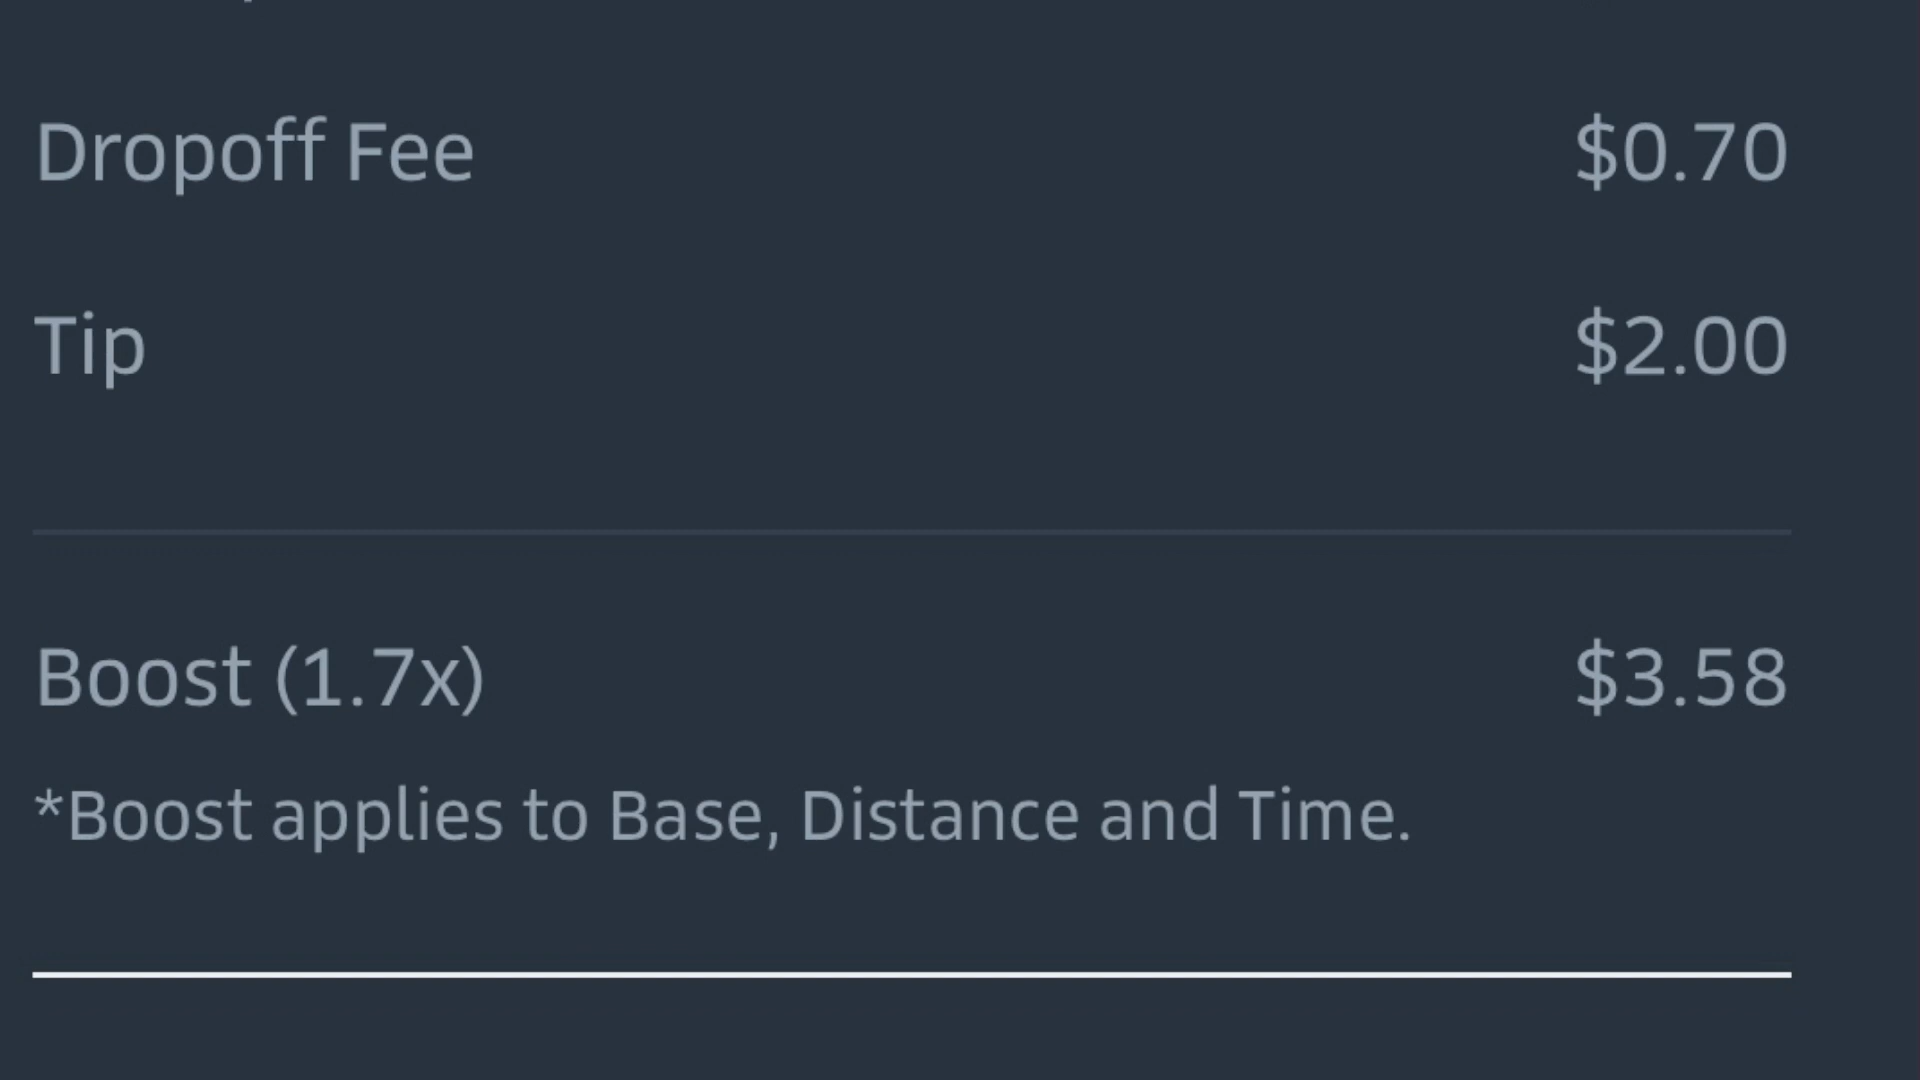 Dropoff Fee $0.70
Tip $2.00
Boost (1.7x) $3.58
*Boost applies to Base, Distance and Time.